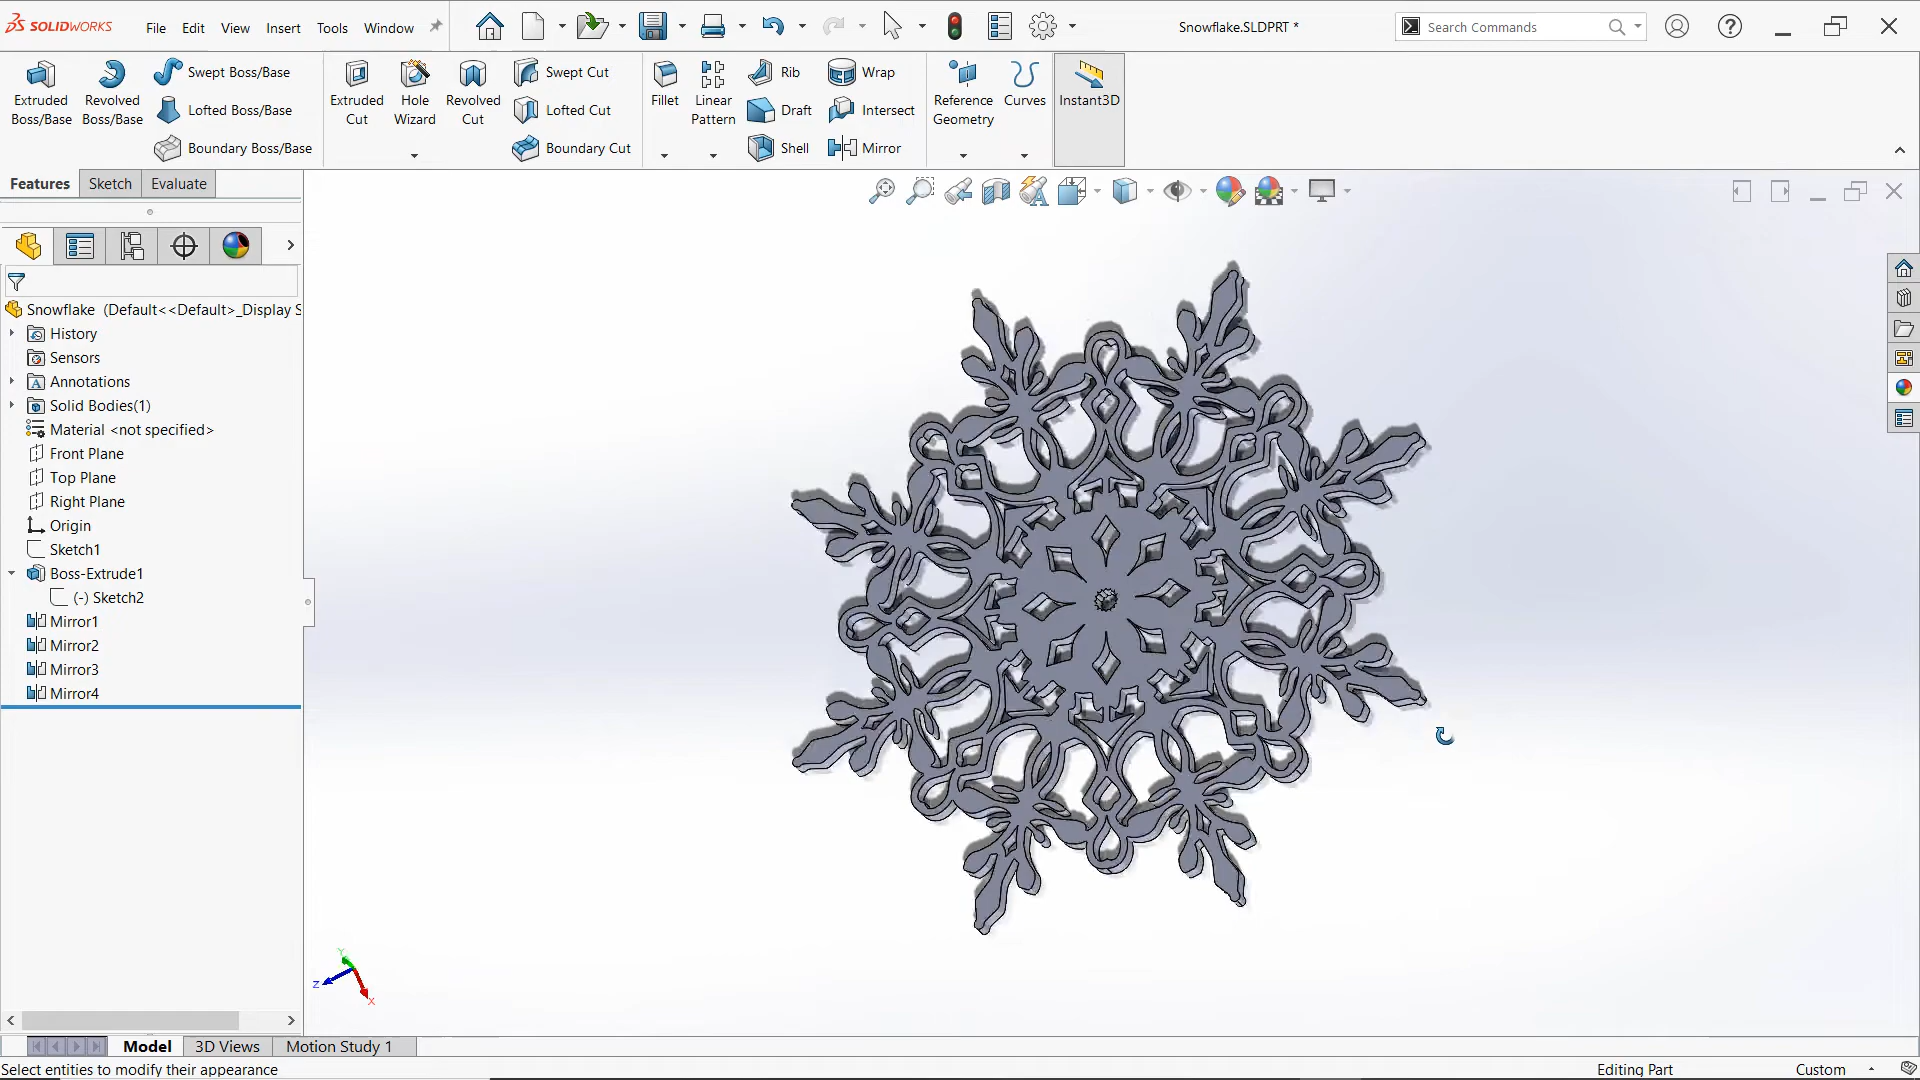 SOLIDWORKS File Edit View Insert Tools Window Snowflake.SLDPRT * Search Commands
Extruded Boss/Base
Revolved Boss/Base
Swept Boss/Base
Lofted Boss/Base
Boundary Boss/Base
Extruded Cut
Hole Wizard
Revolved Cut
Swept Cut
Lofted Cut
Boundary Cut
Fillet
Linear Pattern
Rib
Draft
Shell
Wrap
Intersect
Mirror
Reference Geometry
Curves
Instant3D
Features Sketch Evaluate
Snowflake (Default<<Default>_Display S
History
Sensors
Annotations
Solid Bodies(1)
Material <not specified>
Front Plane
Top Plane
Right Plane
Origin
Sketch1
Boss-Extrude1
(-) Sketch2
Mirror1
Mirror2
Mirror3
Mirror4
Y
Z
X
Model 3D Views Motion Study 1
Select entities to modify their appearance Editing Part Custom